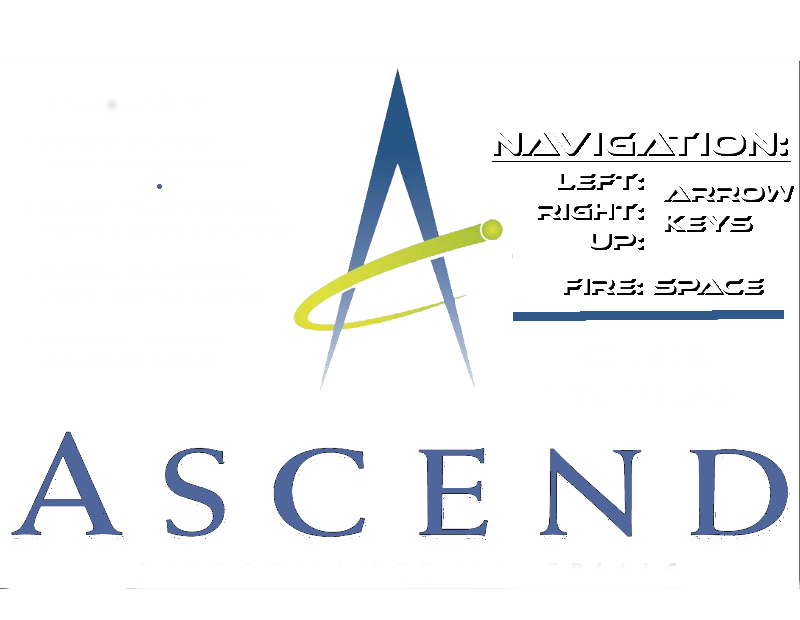 NAVIGATION:
LEFT:
RIGHT:
UP:
ARROW
KEYS
FIRE: SPACE
ASCEND